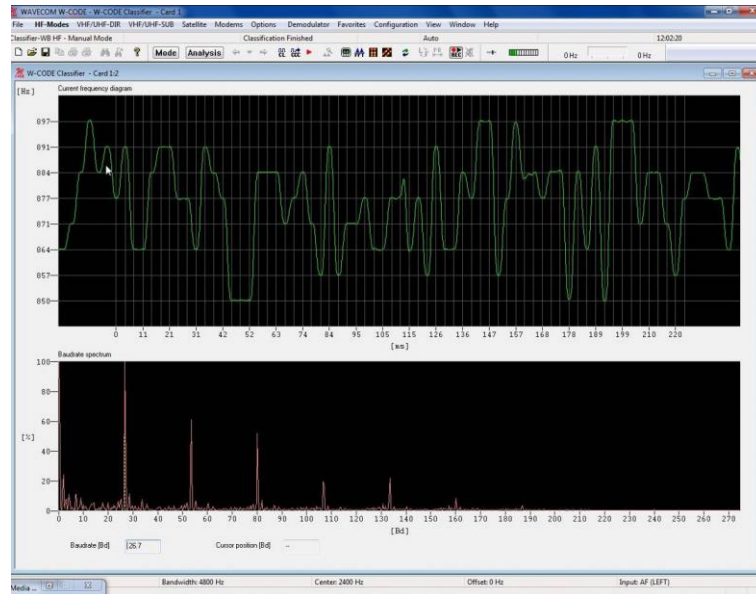 WAVECOM W-CODE - W-CODE Classifier - Card 1
File HF-Modes VHF/UHF-DIR VHF/UHF-SUB Satellite Modems Options Demodulator Favorites Configuration View Window Help
Classifier-WB HF - Manual Mode Classification Finished Auto 12:02:20
Mode Analysis 0 Hz 0 Hz
W-CODE Classifier - Card 1:2
[Hz] Current frequency diagram
897
891
884
877
871
864
857
850
0 11 21 31 42 52 63 74 84 95 105 115 126 136 147 157 168 178 189 199 210 220
[ms]
Baudrate spectrum
100
80
60
[%]
40
20
0
0 10 20 30 40 50 60 70 80 90 100 110 120 130 140 150 160 170 180 190 200 210 220 230 240 250 260 270
[Bd]
Baudrate [Bd] 26.7 Cursor position [Bd] --
Media ... Bandwidth: 4800 Hz Center: 2400 Hz Offset: 0 Hz Input: AF (LEFT)